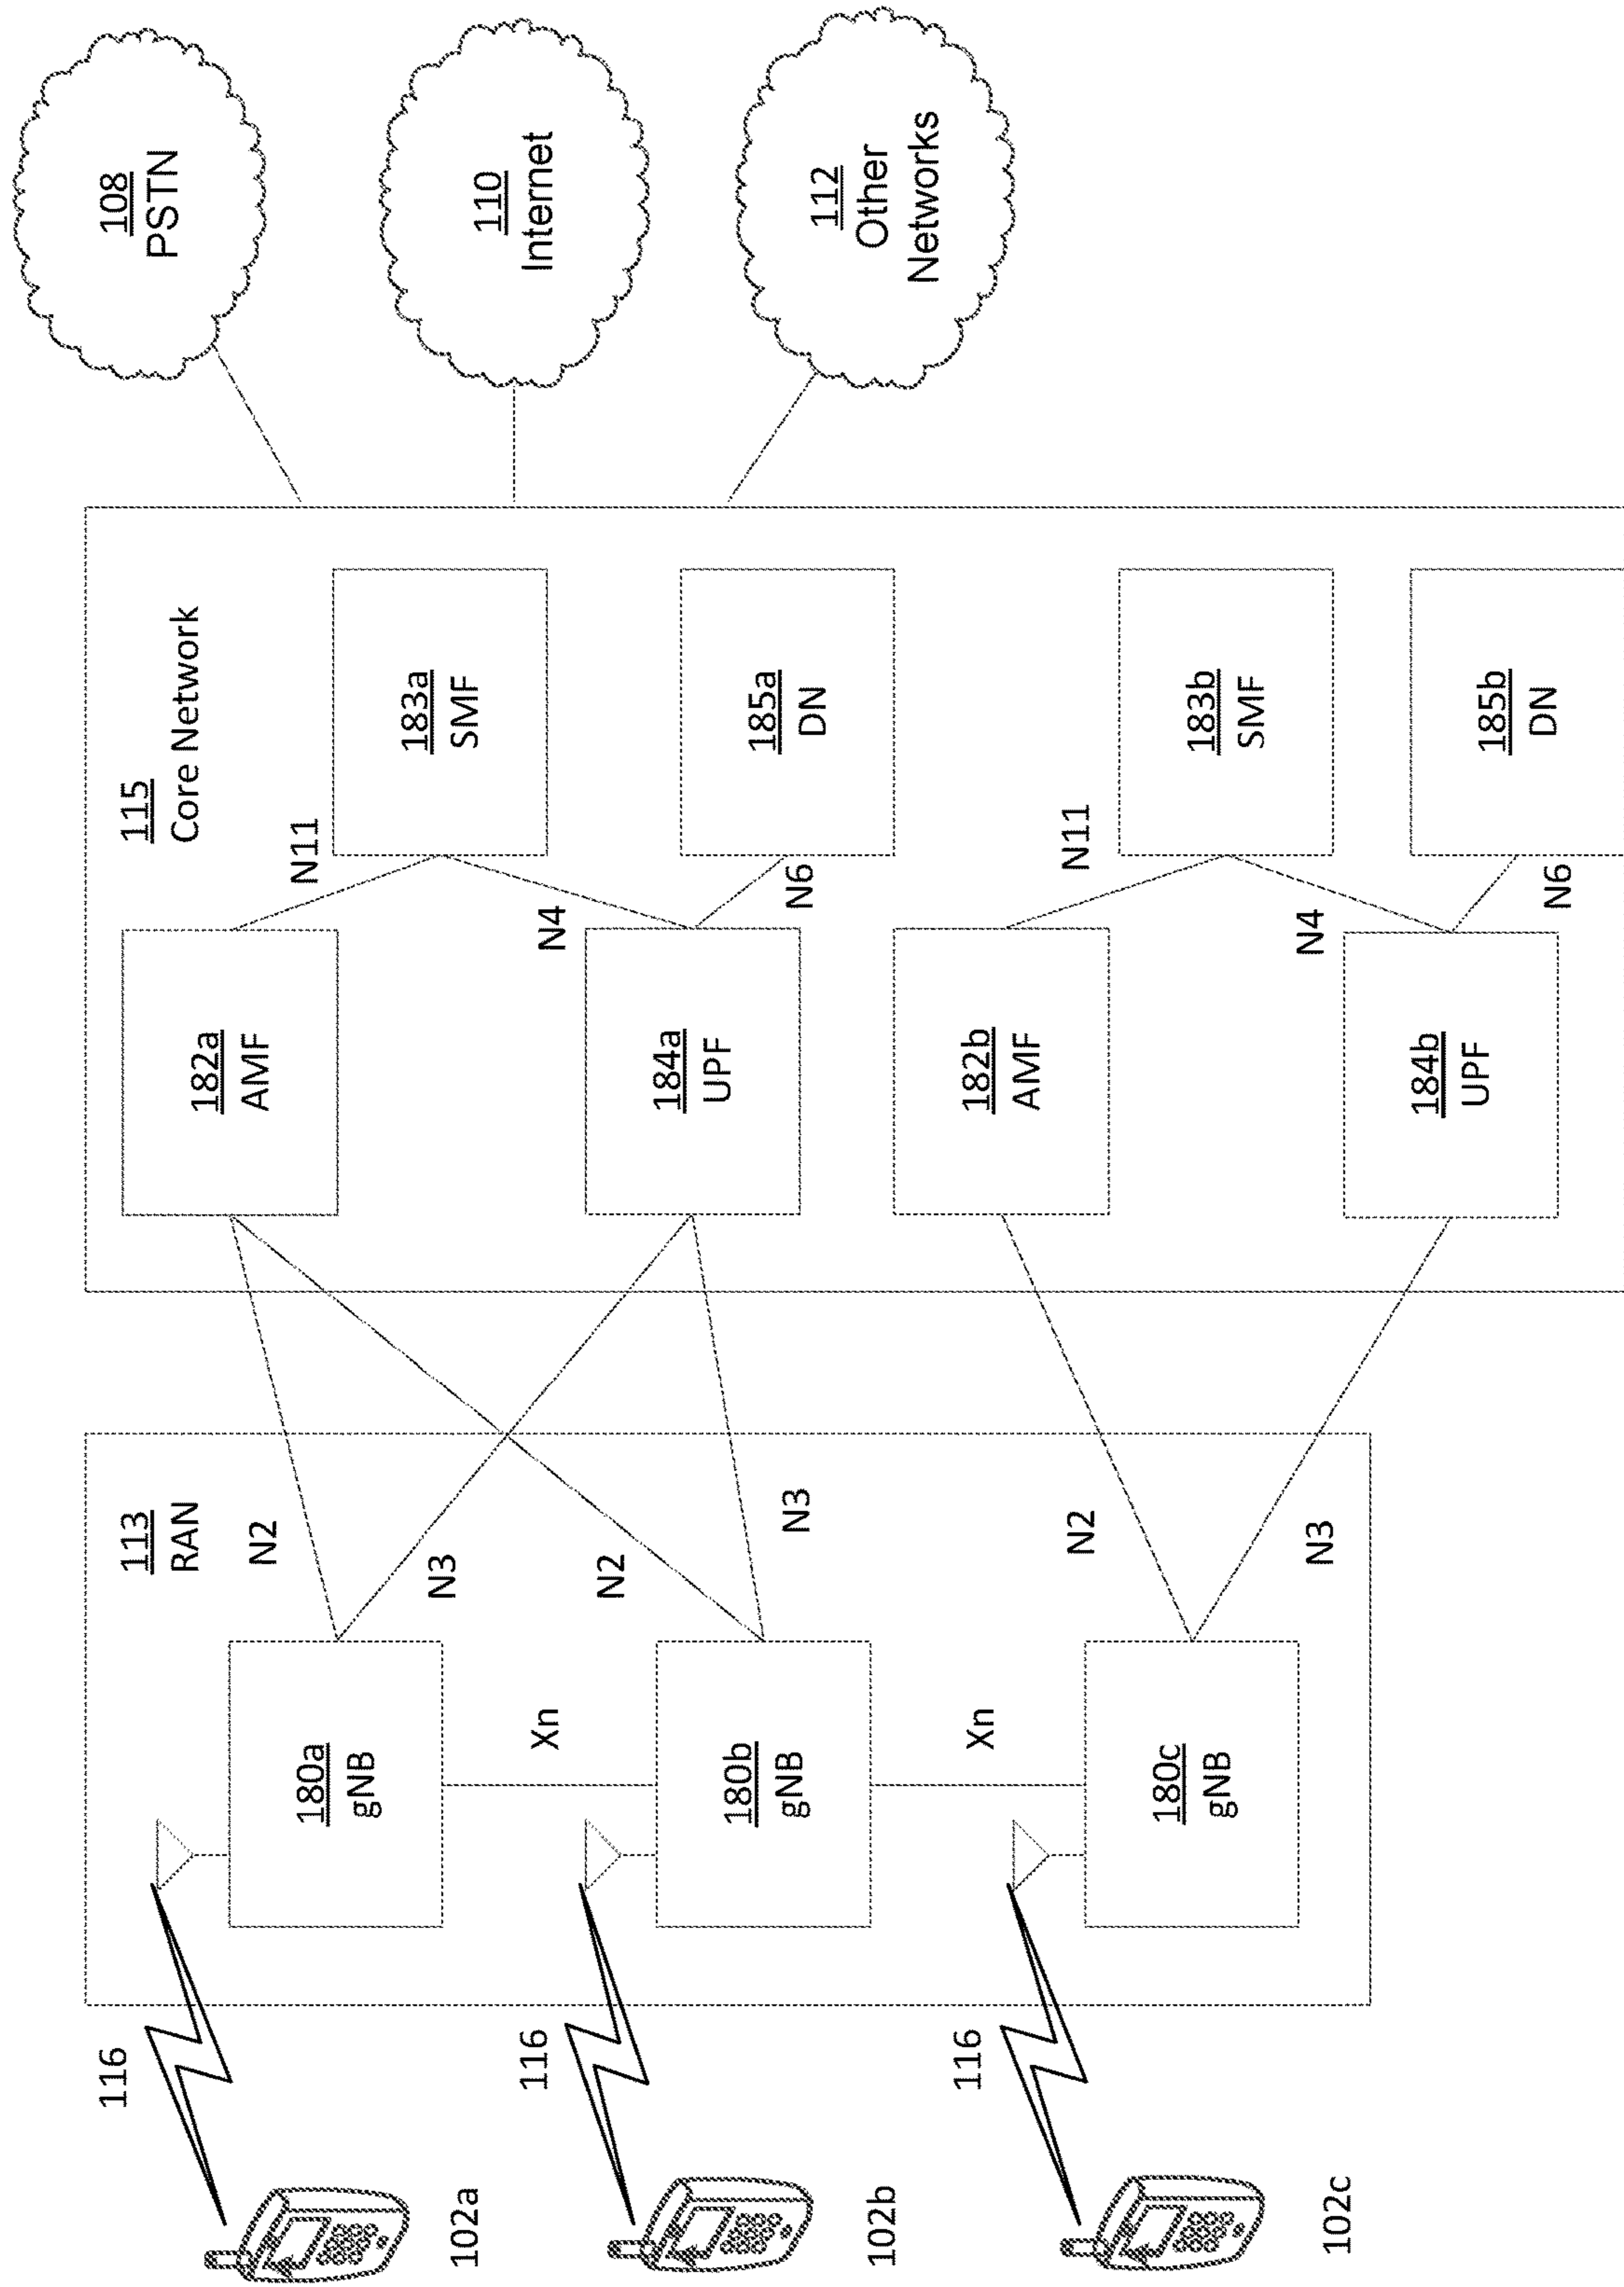 113
RAN
115
Core Network
108
PSTN
116
N2
N11
182a
AMF
183a
SMF
180a
gNB
N3
N4
102a
Xn
116
N2
184a
UPF
185a
DN
110
Internet
180b
gNB
N3
N6
102b
Xn
116
N2
182b
AMF
N11
112
Other
Networks
180c
gNB
183b
SMF
N3
N4
102c
184b
UPF
185b
DN
N6